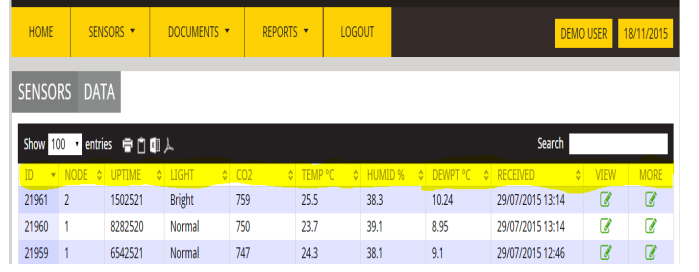 HOME SENSORS DOCUMENTS REPORTS LOGOUT DEMO USER 18/11/2015
SENSORS DATA
Show 100 entries Search
ID NODE UPTIME LIGHT CO2 TEMP °C HUMID % DEWPT °C RECEIVED VIEW MORE
21961 2 1502521 Bright 759 25.5 38.3 10.24 29/07/2015 13:14
21960 1 8282520 Normal 750 23.7 39.1 8.95 29/07/2015 13:14
21959 1 6542521 Normal 747 24.3 38.1 9.1 29/07/2015 12:46